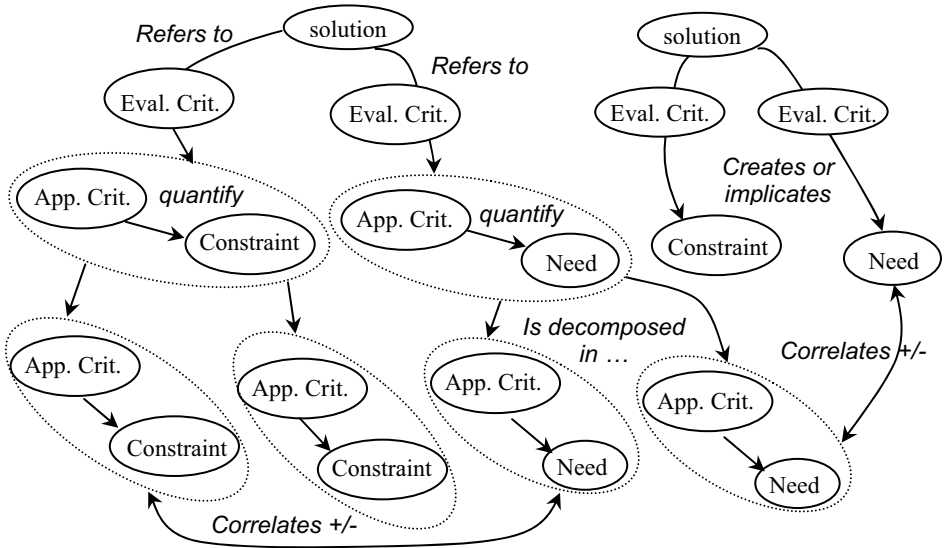 Refers to
solution
solution
Refers to
Eval. Crit.
Eval. Crit.
Eval. Crit.
Eval. Crit.
App. Crit.
quantify
Constraint
App. Crit.
quantify
Need
Creates or
implicates
Constraint
Need
App. Crit.
Constraint
App. Crit.
Constraint
Is decomposed
in …
App. Crit.
Need
App. Crit.
Need
Correlates +/-
Correlates +/-